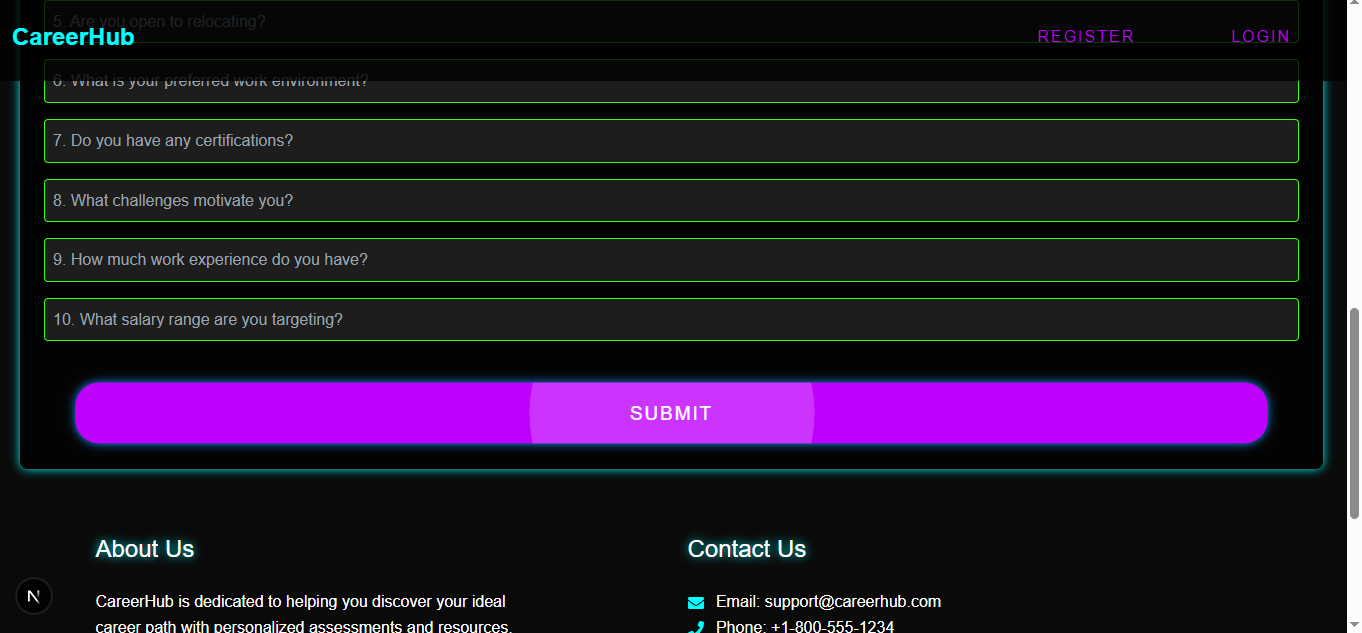 5. Are you open to relocating?
CareerHub
REGISTER
LOGIN
6. What is your preferred work environment?
7. Do you have any certifications?
8. What challenges motivate you?
9. How much work experience do you have?
10. What salary range are you targeting?
SUBMIT
About Us
Contact Us
CareerHub is dedicated to helping you discover your ideal
career path with personalized assessments and resources.
Email: support@careerhub.com
Phone: +1-800-555-1234
N